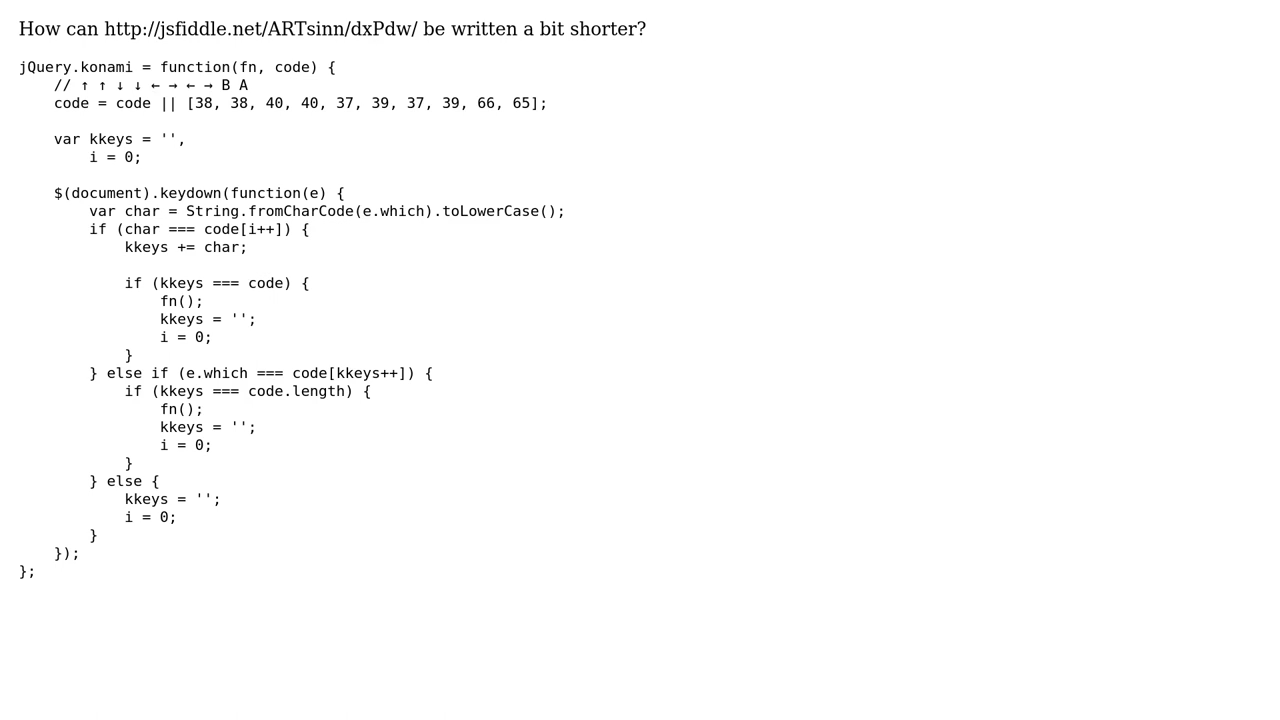 How can http://jsfiddle.net/ARTsinn/dxPdw/ be written a bit shorter?
jQuery.konami = function(fn, code) {
    // ↑ ↑ ↓ ↓ ← → ← → B A
    code = code || [38, 38, 40, 40, 37, 39, 37, 39, 66, 65];

    var kkeys = '',
        i = 0;

    $(document).keydown(function(e) {
        var char = String.fromCharCode(e.which).toLowerCase();
        if (char === code[i++]) {
            kkeys += char;

            if (kkeys === code) {
                fn();
                kkeys = '';
                i = 0;
            }
        } else if (e.which === code[kkeys++]) {
            if (kkeys === code.length) {
                fn();
                kkeys = '';
                i = 0;
            }
        } else {
            kkeys = '';
            i = 0;
        }
    });
};